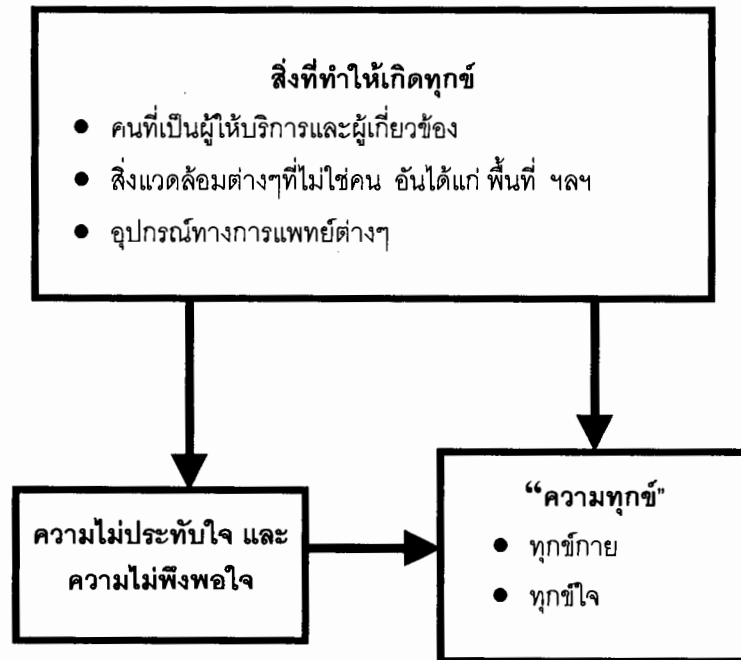 สิ่งที่ทำให้เกิดทุกข์
● คนที่เป็นผู้ให้บริการและผู้เกี่ยวข้อง
● สิ่งแวดล้อมต่างๆที่ไม่ใช่คน อันได้แก่ พื้นที่ ฯลฯ
● อุปกรณ์ทางการแพทย์ต่างๆ
ความไม่ประทับใจ และ
ความไม่พึงพอใจ
“ความทุกข์”
● ทุกข์กาย
● ทุกข์ใจ